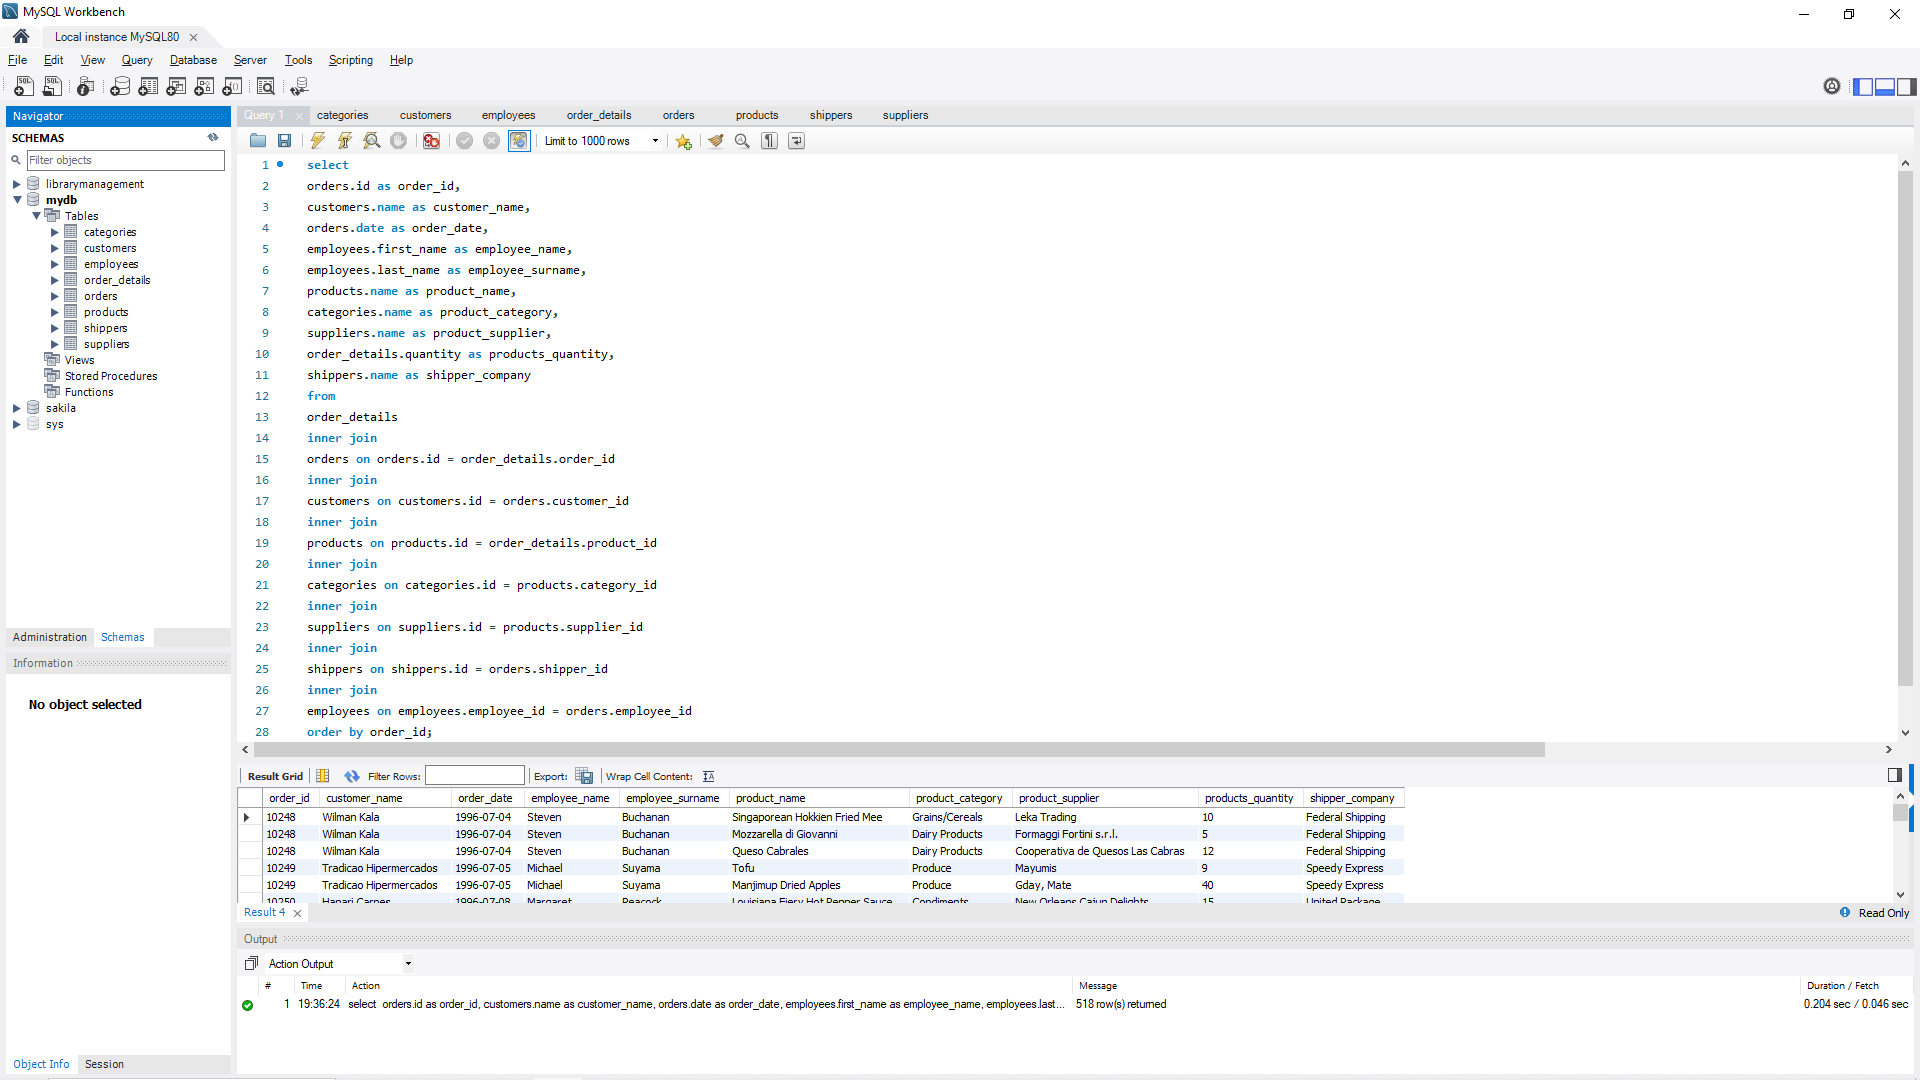 MySQL Workbench
Local instance MySQL80
File Edit View Query Database Server Tools Scripting Help
Navigator
SCHEMAS
Filter objects
librarymanagement
mydb
Tables
categories
customers
employees
order_details
orders
products
shippers
suppliers
Views
Stored Procedures
Functions
sakila
sys
Administration Schemas
Information
No object selected
Object Info Session
Query 1 categories customers employees order_details orders products shippers suppliers
Limit to 1000 rows
1 select
2 orders.id as order_id,
3 customers.name as customer_name,
4 orders.date as order_date,
5 employees.first_name as employee_name,
6 employees.last_name as employee_surname,
7 products.name as product_name,
8 categories.name as product_category,
9 suppliers.name as product_supplier,
10 order_details.quantity as products_quantity,
11 shippers.name as shipper_company
12 from
13 order_details
14 inner join
15 orders on orders.id = order_details.order_id
16 inner join
17 customers on customers.id = orders.customer_id
18 inner join
19 products on products.id = order_details.product_id
20 inner join
21 categories on categories.id = products.category_id
22 inner join
23 suppliers on suppliers.id = products.supplier_id
24 inner join
25 shippers on shippers.id = orders.shipper_id
26 inner join
27 employees on employees.employee_id = orders.employee_id
28 order by order_id;
Result Grid Filter Rows: Export: Wrap Cell Content: IA
order_id customer_name order_date employee_name employee_surname product_name product_category product_supplier products_quantity shipper_company
10248 Wilman Kala 1996-07-04 Steven Buchanan Singaporean Hokkien Fried Mee Grains/Cereals Leka Trading 10 Federal Shipping
10248 Wilman Kala 1996-07-04 Steven Buchanan Mozzarella di Giovanni Dairy Products Formaggi Fortini s.r.l. 5 Federal Shipping
10248 Wilman Kala 1996-07-04 Steven Buchanan Queso Cabrales Dairy Products Cooperativa de Quesos Las Cabras 12 Federal Shipping
10249 Tradicao Hipermercados 1996-07-05 Michael Suyama Tofu Produce Mayumis 9 Speedy Express
10249 Tradicao Hipermercados 1996-07-05 Michael Suyama Manjimup Dried Apples Produce Gday, Mate 40 Speedy Express
10250 Hanari Carnes 1996-07-08 Margaret Peacock Louisiana Fiery Hot Pepper Sauce Condiments New Orleans Cajun Delights 15 United Package
Result 4 Read Only
Output
Action Output
# Time Action Message Duration / Fetch
1 19:36:24 select orders.id as order_id, customers.name as customer_name, orders.date as order_date, employees.first_name as employee_name, employees.last... 518 row(s) returned 0.204 sec / 0.046 sec